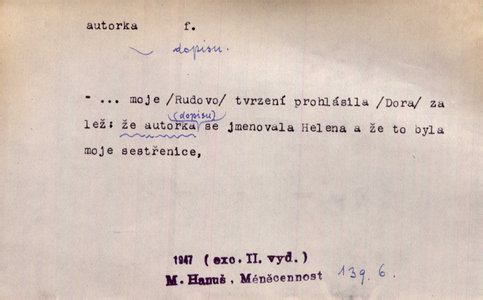 autorka f.
dopisu.
- ... moje /Rudovo/ tvrzení prohlásila /Dora/ za
(dopisu)
lež: že autorka se jmenovala Helena a že to byla
moje sestřenice,
1947 (exc. II. vyd.)
M. Hanuš, Méněcennost 139. 6.